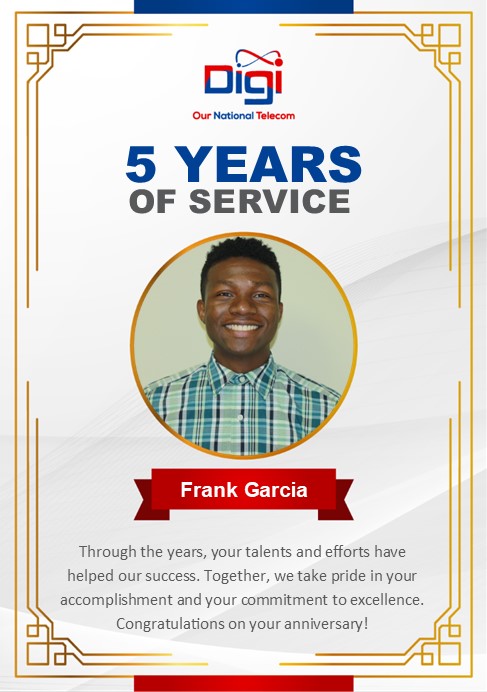 Digi
Our National Telecom
5 YEARS
OF SERVICE
Frank Garcia
Through the years, your talents and efforts have
helped our success. Together, we take pride in your
accomplishment and your commitment to excellence.
Congratulations on your anniversary!